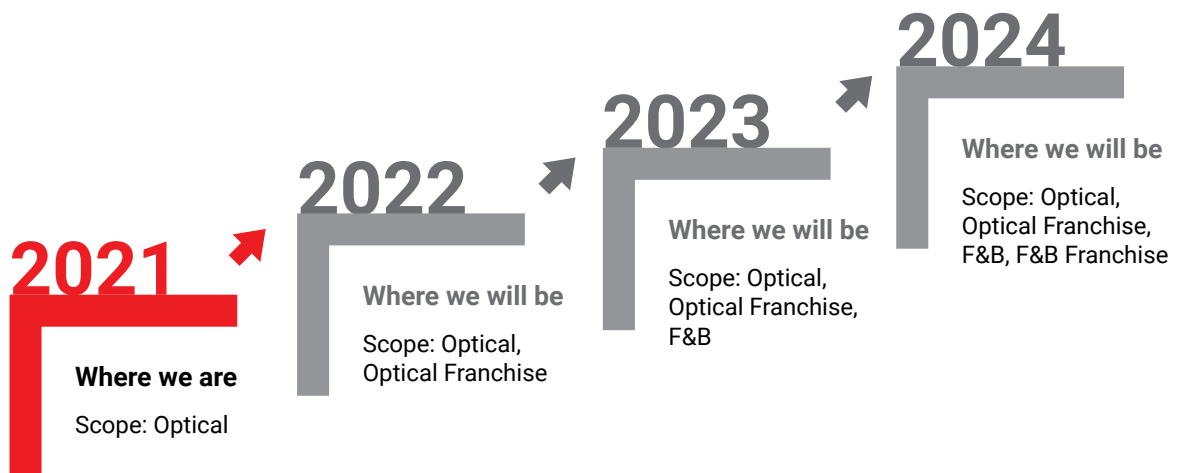 2021
Where we are
Scope: Optical
2022
Where we will be
Scope: Optical,
Optical Franchise
2023
Where we will be
Scope: Optical,
Optical Franchise,
F&B
2024
Where we will be
Scope: Optical,
Optical Franchise,
F&B, F&B Franchise